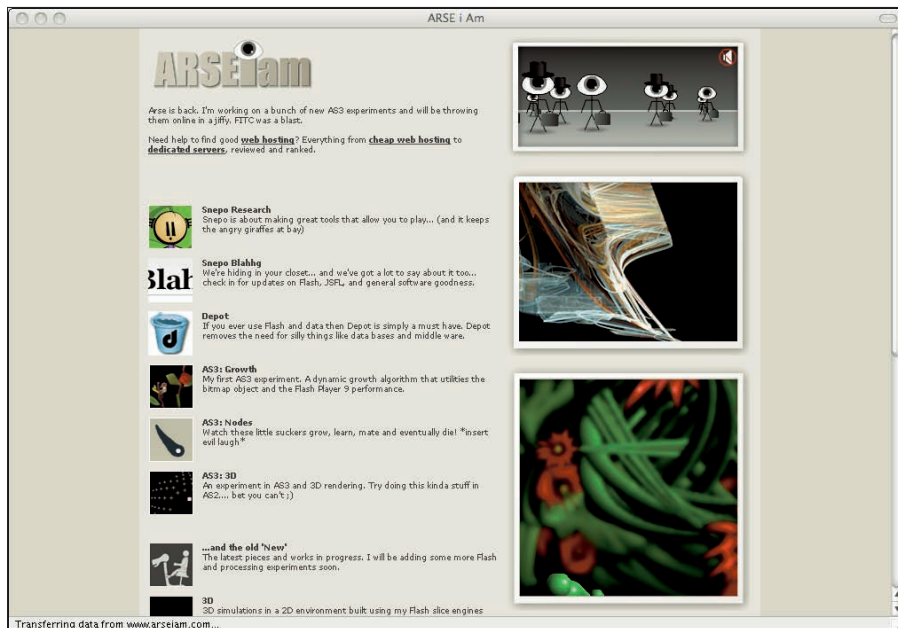 ARSE i Am
ARSEiam
Arse is back. I'm working on a bunch of new AS3 experiments and will be throwing
them online in a jiffy. FITC was a blast.
Need help to find good web hosting? Everything from cheap web hosting to
dedicated servers, reviewed and ranked.
Snepo Research
Snepo is about making great tools that allow you to play... (and it keeps
the angry giraffes at bay)
Blah
Snepo Blahhg
We're hiding in your closet... and we've got a lot to say about it too...
check in for updates on Flash, JSFL, and general software goodness.
d
Depot
If you ever use Flash and data then Depot is simply a must have. Depot
removes the need for silly things like data bases and middle ware.
AS3: Growth
My first AS3 experiment. A dynamic growth algorithm that utilities the
bitmap object and the Flash Player 9 performance.
AS3: Nodes
Watch these little suckers grow, learn, mate and eventually die! *insert
evil laugh*
AS3: 3D
An experiment in AS3 and 3D rendering. Try doing this kinda stuff in
AS2.... bet you can't ;)
...and the old 'New'
The latest pieces and works in progress. I will be adding some more Flash
and processing experiments soon.
3D
3D simulations in a 2D environment built using my Flash slice engines
Transferring data from www.arseiam.com...